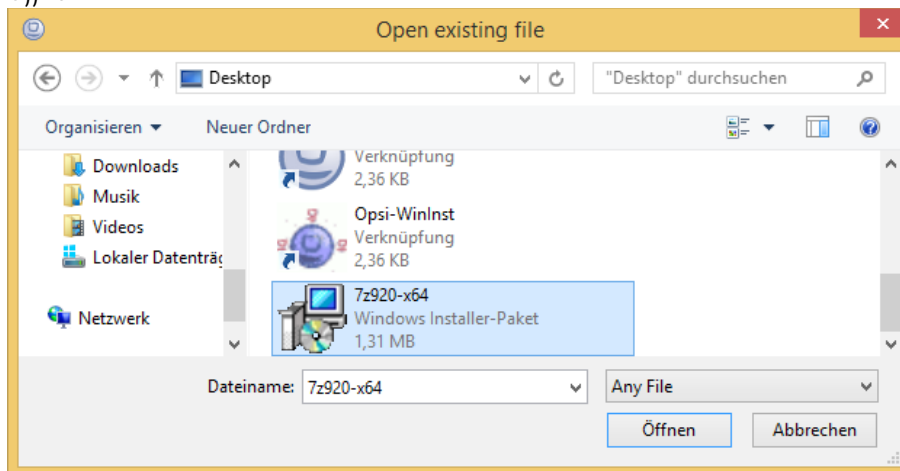 Open existing file
Desktop
"Desktop" durchsuchen
Organisieren
Neuer Ordner
Downloads
Musik
Videos
Lokaler Datenträg
Netzwerk
Verknüpfung
2,36 KB
Opsi-WinInst
Verknüpfung
2,36 KB
7z920-x64
Windows Installer-Paket
1,31 MB
Dateiname:
7z920-x64
Any File
Öffnen
Abbrechen